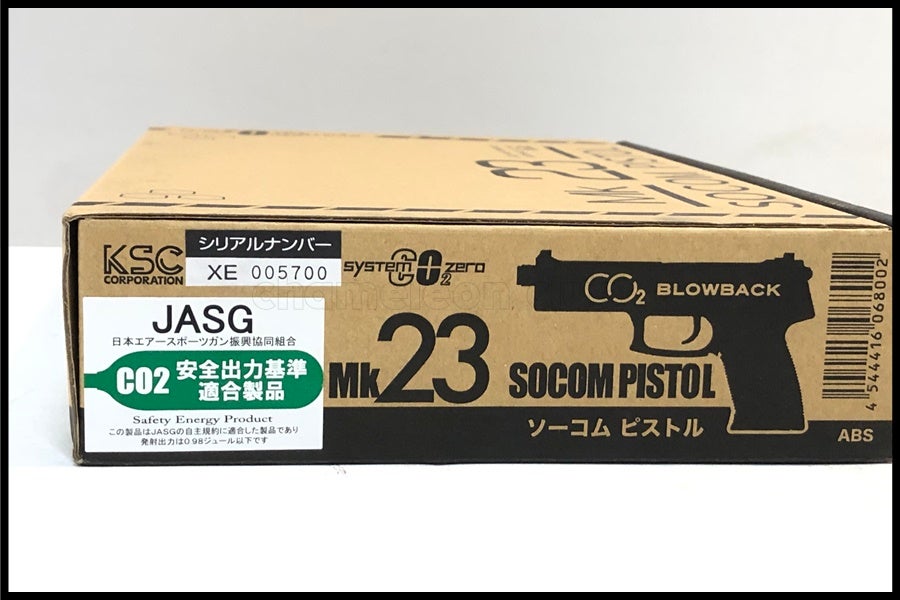 Mk 23
SOCOM PISTOL
KSC
CORPORATION
シリアルナンバー
XE 005700
system CO2 zero
CO2 BLOWBACK
JASG
日本エアースポーツガン振興協同組合
CO2 安全出力基準
適合製品
Safety Energy Product
この製品はJASGの自主規約に適合した製品であり
発射出力は0.98ジュール以下です
Mk23 SOCOM PISTOL
ソーコム ピストル
4 544416 068002
ABS